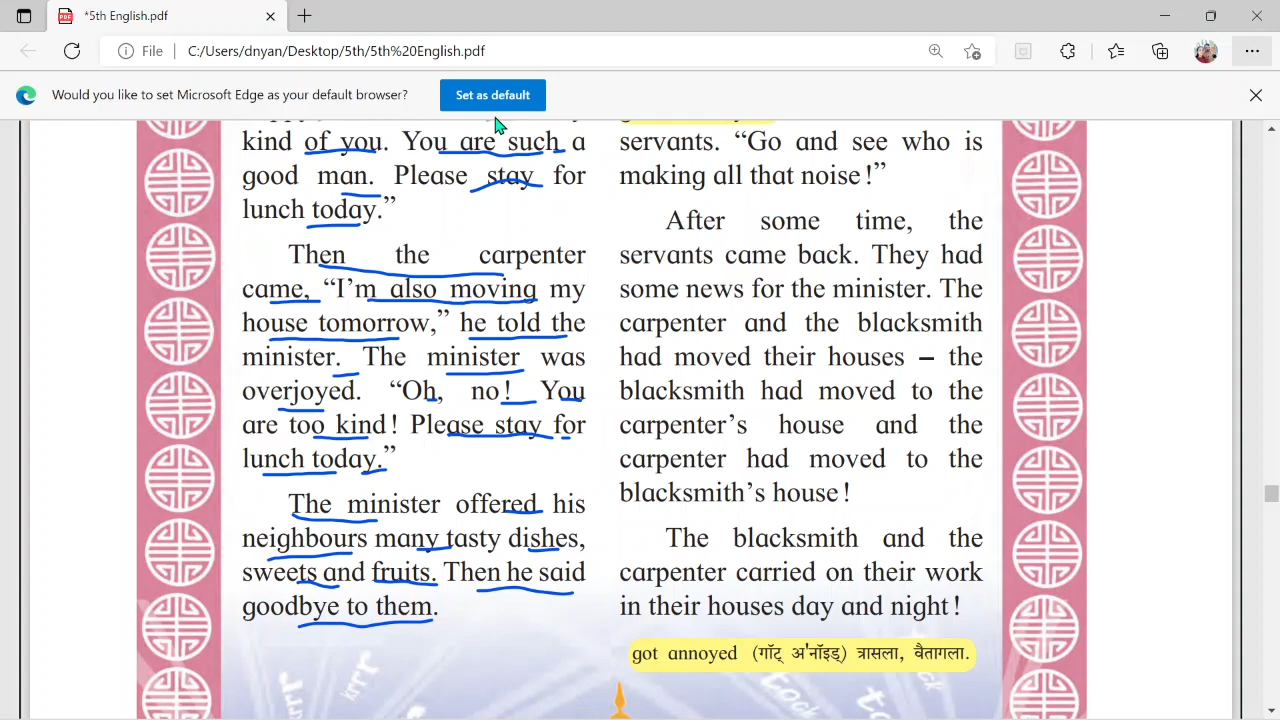 *5th English.pdf
File
C:/Users/dnyan/Desktop/5th/5th%20English.pdf
Would you like to set Microsoft Edge as your default browser?
Set as default
kind of you. You are such a
good man. Please stay for
lunch today.”
Then the carpenter
came, “I’m also moving my
house tomorrow,” he told the
minister. The minister was
overjoyed. “Oh, no! You
are too kind! Please stay for
lunch today.”
The minister offered his
neighbours many tasty dishes,
sweets and fruits. Then he said
goodbye to them.
servants. “Go and see who is
making all that noise!”
After some time, the
servants came back. They had
some news for the minister. The
carpenter and the blacksmith
had moved their houses – the
blacksmith had moved to the
carpenter’s house and the
carpenter had moved to the
blacksmith’s house!
The blacksmith and the
carpenter carried on their work
in their houses day and night!
got annoyed (गॉट् अ'नॉइड्) त्रासला, वैतागला.